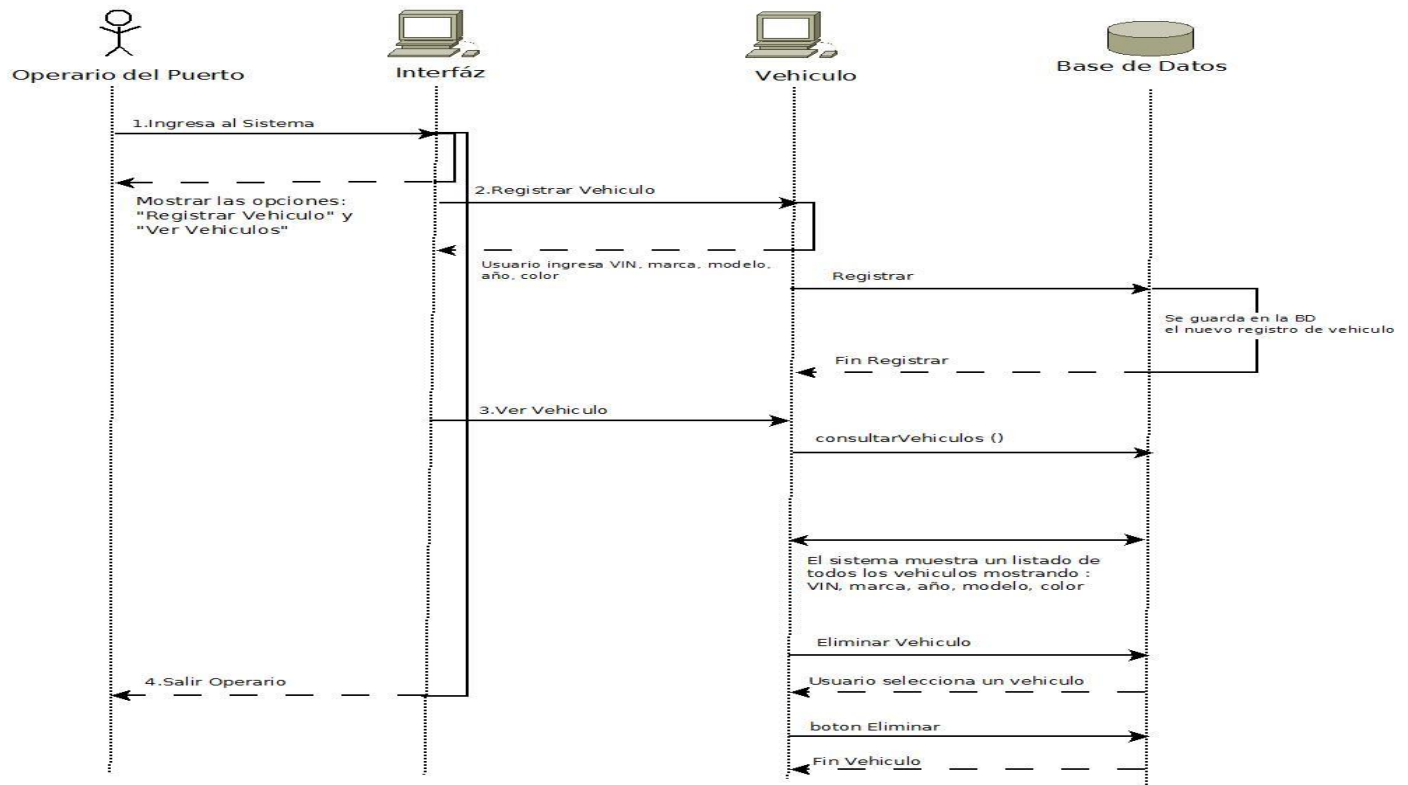 Operario del Puerto
Interfáz
Vehiculo
Base de Datos
1.Ingresa al Sistema
Mostrar las opciones:
"Registrar Vehiculo" y
"Ver Vehiculos"
2.Registrar Vehiculo
Usuario ingresa VIN, marca, modelo,
año, color
Registrar
Se guarda en la BD
el nuevo registro de vehiculo
Fin Registrar
3.Ver Vehiculo
consultarVehiculos ()
El sistema muestra un listado de
todos los vehiculos mostrando :
VIN, marca, año, modelo, color
Eliminar Vehiculo
4.Salir Operario
Usuario selecciona un vehiculo
boton Eliminar
Fin Vehiculo